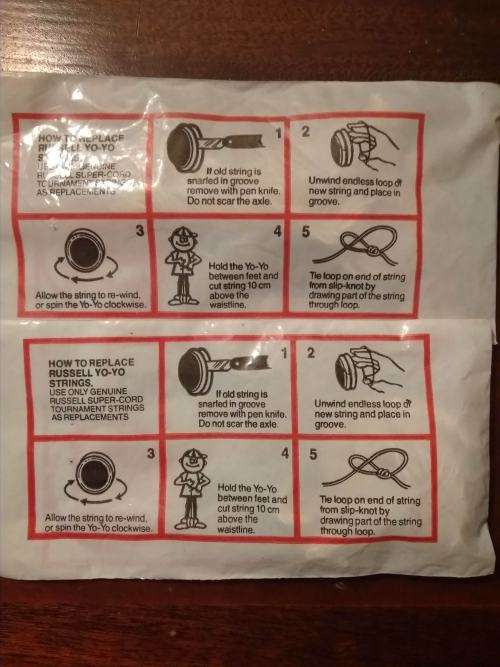 HOW TO REPLACE
RUSSELL YO-YO
USE GENUINE
RUSSELL SUPER-CORD
TOURNAMENT STRINGS
AS REPLACEMENTS
1
If old string is
snarled in groove
remove with pen knife.
Do not scar the axle.
2
Unwind endless loop of
new string and place in
groove.
3
Allow the string to re-wind,
or spin the Yo-Yo clockwise.
4
Hold the Yo-Yo
between feet and
cut string 10 cm
above the
waistline.
5
Tie loop on end of string
from slip-knot by
drawing part of the string
through loop.
HOW TO REPLACE
RUSSELL YO-YO
STRINGS.
USE ONLY GENUINE
RUSSELL SUPER-CORD
TOURNAMENT STRINGS
AS REPLACEMENTS
1
If old string is
snarled in groove
remove with pen knife.
Do not scar the axle.
2
Unwind endless loop of
new string and place in
groove.
3
Allow the string to re-wind,
or spin the Yo-Yo clockwise.
4
Hold the Yo-Yo
between feet and
cut string 10 cm
above the
waistline.
5
Tie loop on end of string
from slip-knot by
drawing part of the string
through loop.